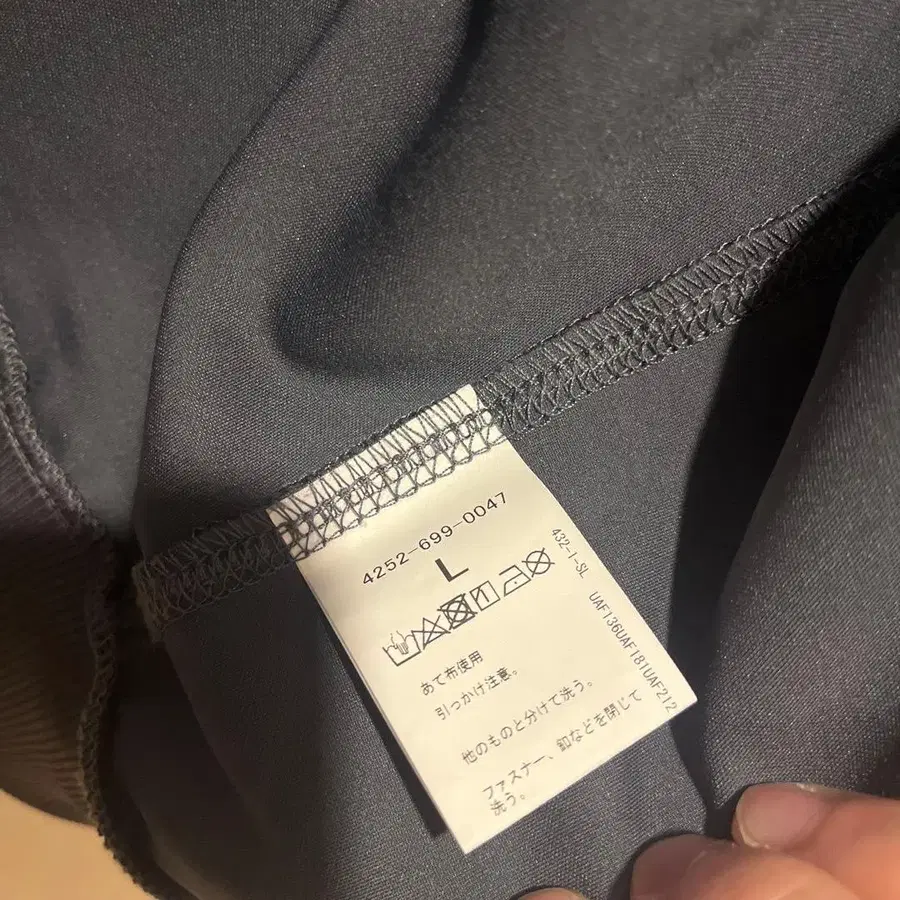 4252-699-0047
L
あて布使用
引っかけ注意。
他のものと分けて洗う。
ファスナー、釦などを閉じて
洗う。
432-1-SL
UAF136UAF181UAF212